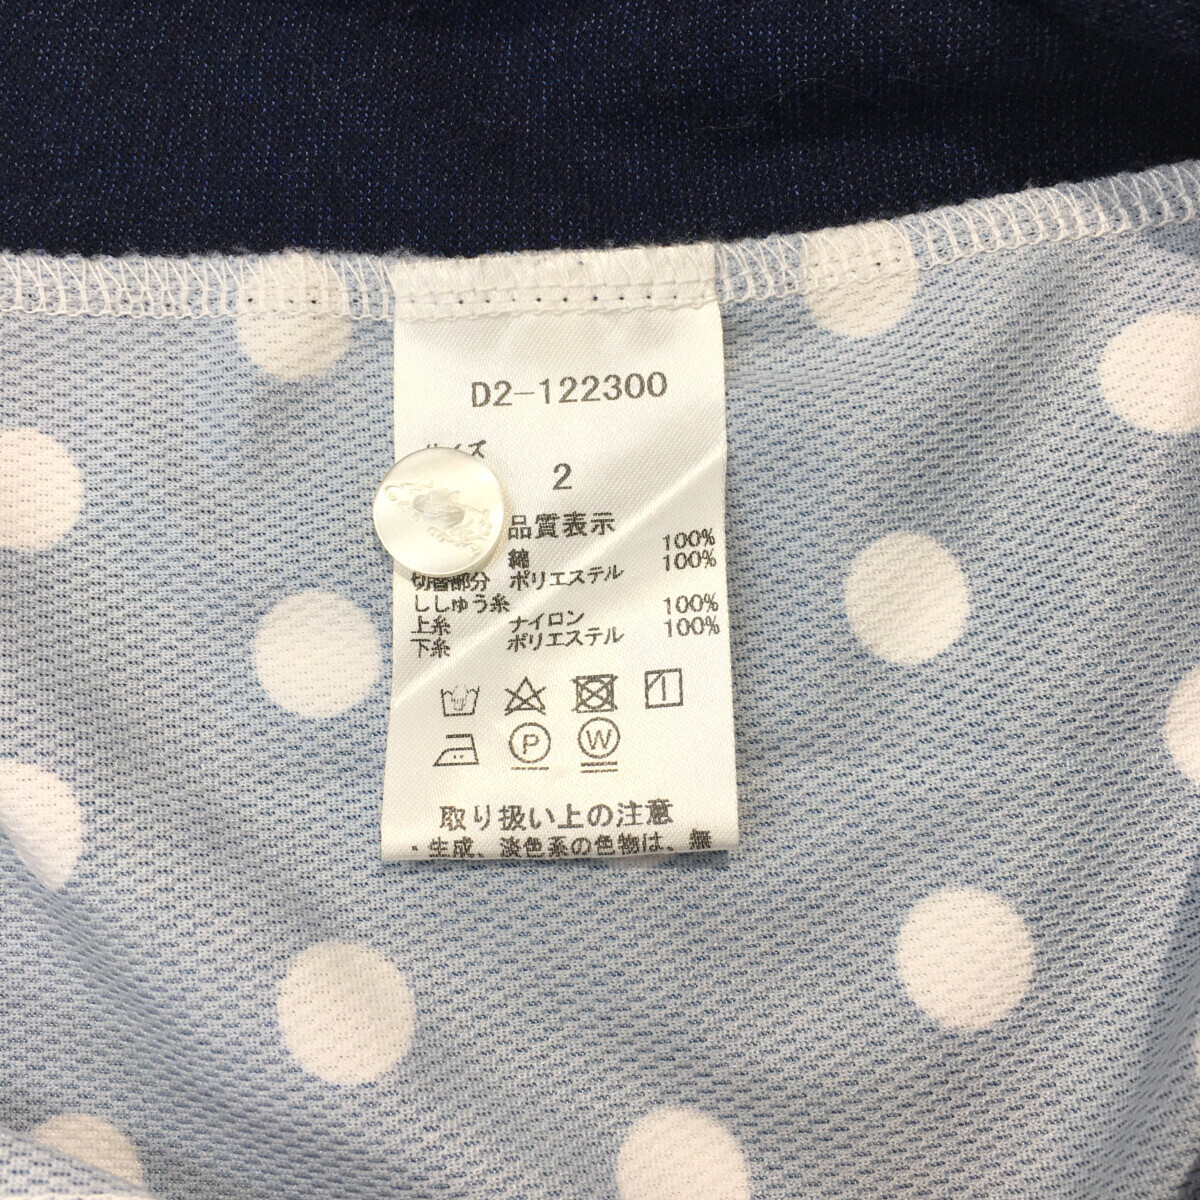 D2-122300
サイズ
2
品質表示
綿 100%
切替部分 ポリエステル 100%
ししゅう糸
上糸 ナイロン 100%
下糸 ポリエステル 100%
P W
取り扱い上の注意
・生成、淡色系の色物は、無